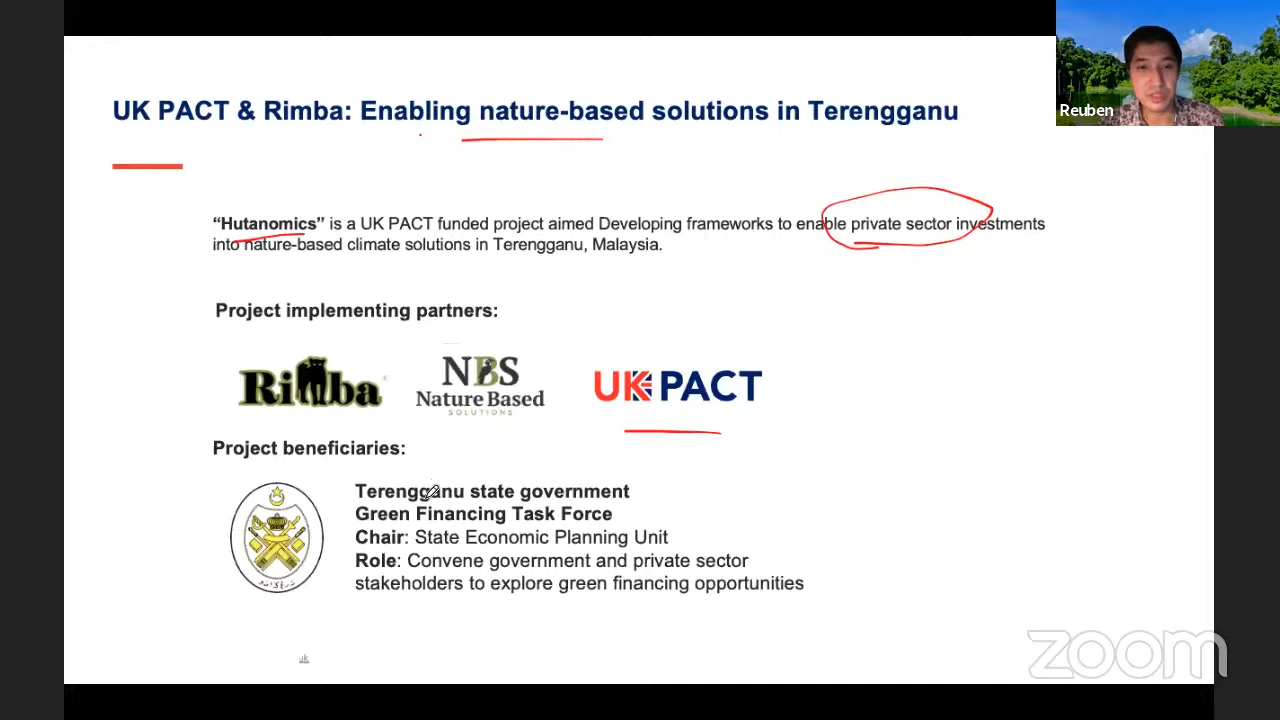 UK PACT & Rimba: Enabling nature-based solutions in Terengganu
Reuben
“Hutanomics” is a UK PACT funded project aimed Developing frameworks to enable private sector investments
into nature-based climate solutions in Terengganu, Malaysia.
Project implementing partners:
Rimba
NBS
Nature Based
SOLUTIONS
UK PACT
Project beneficiaries:
Terengganu state government
Green Financing Task Force
Chair: State Economic Planning Unit
Role: Convene government and private sector
stakeholders to explore green financing opportunities
zoom